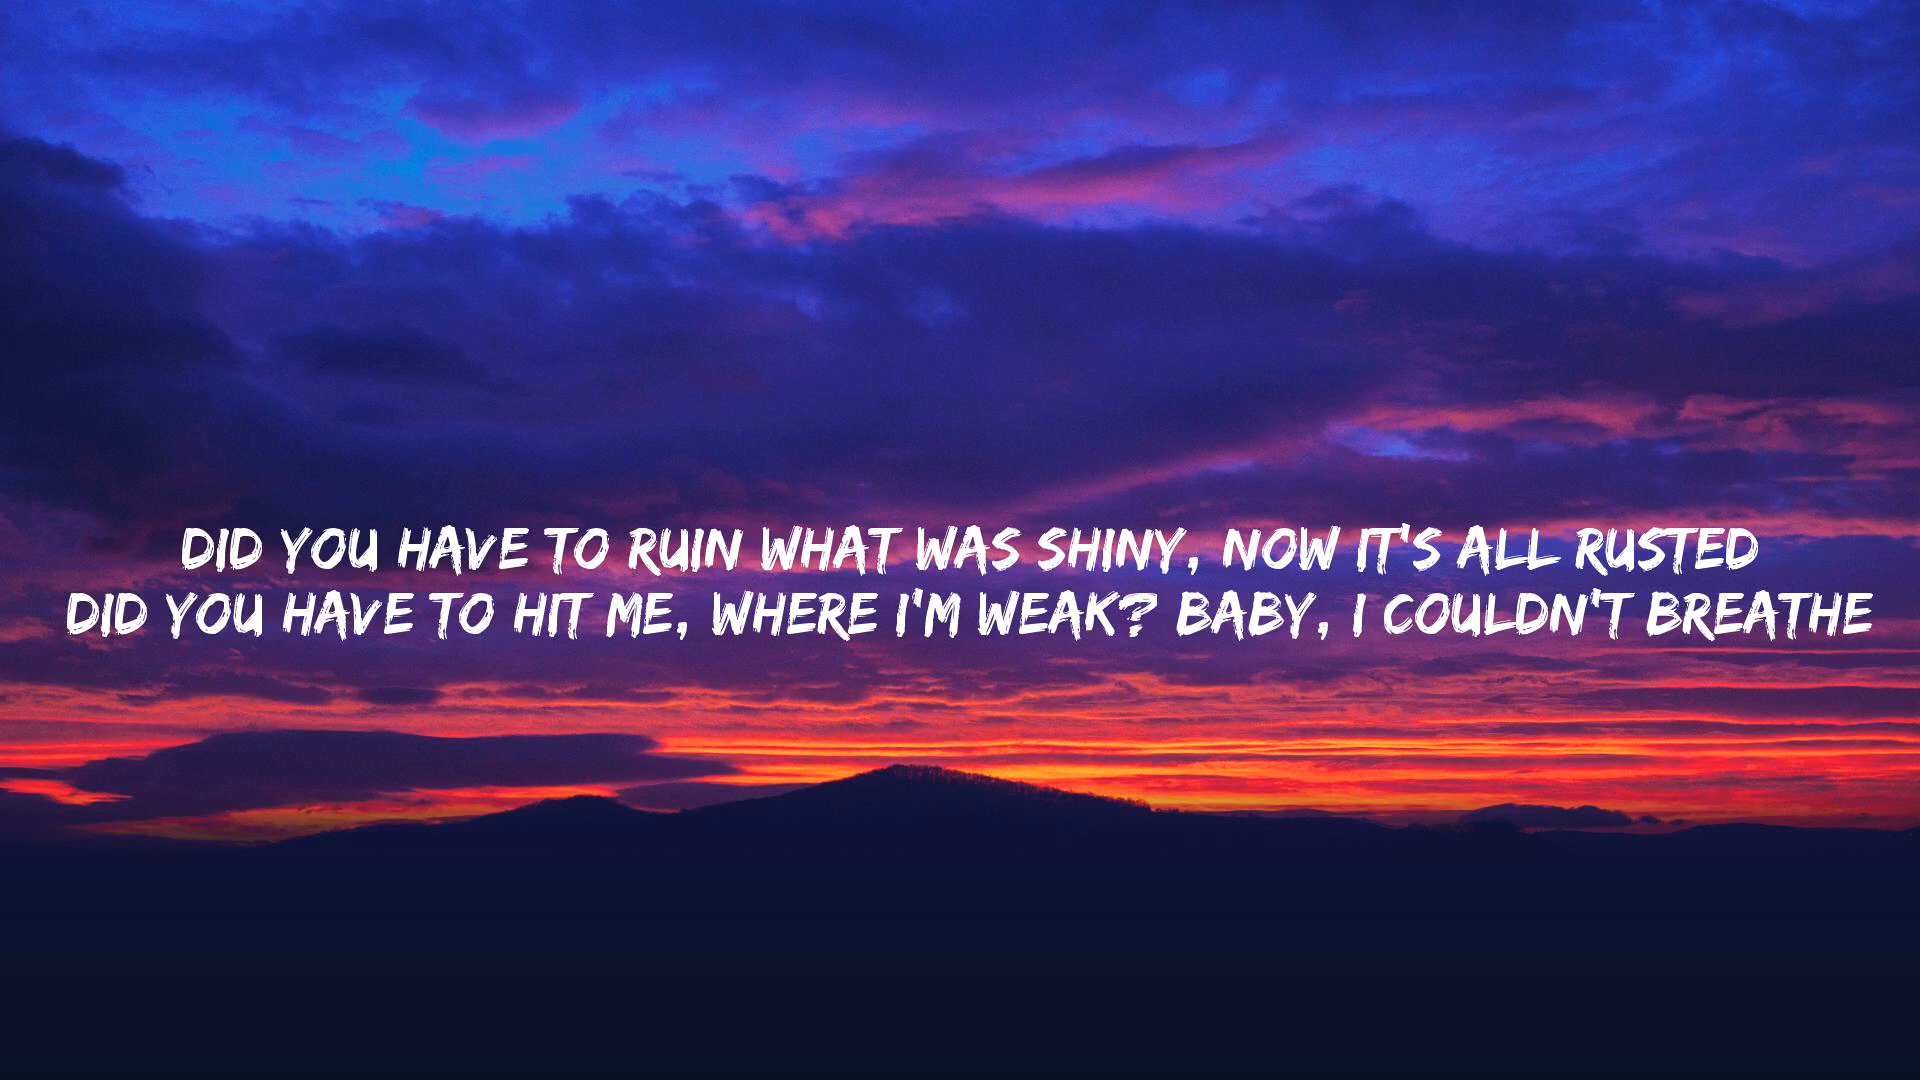 DID YOU HAVE TO RUIN WHAT WAS SHINY, NOW IT'S ALL RUSTED
DID YOU HAVE TO HIT ME, WHERE I'M WEAK? BABY, I COULDN'T BREATHE